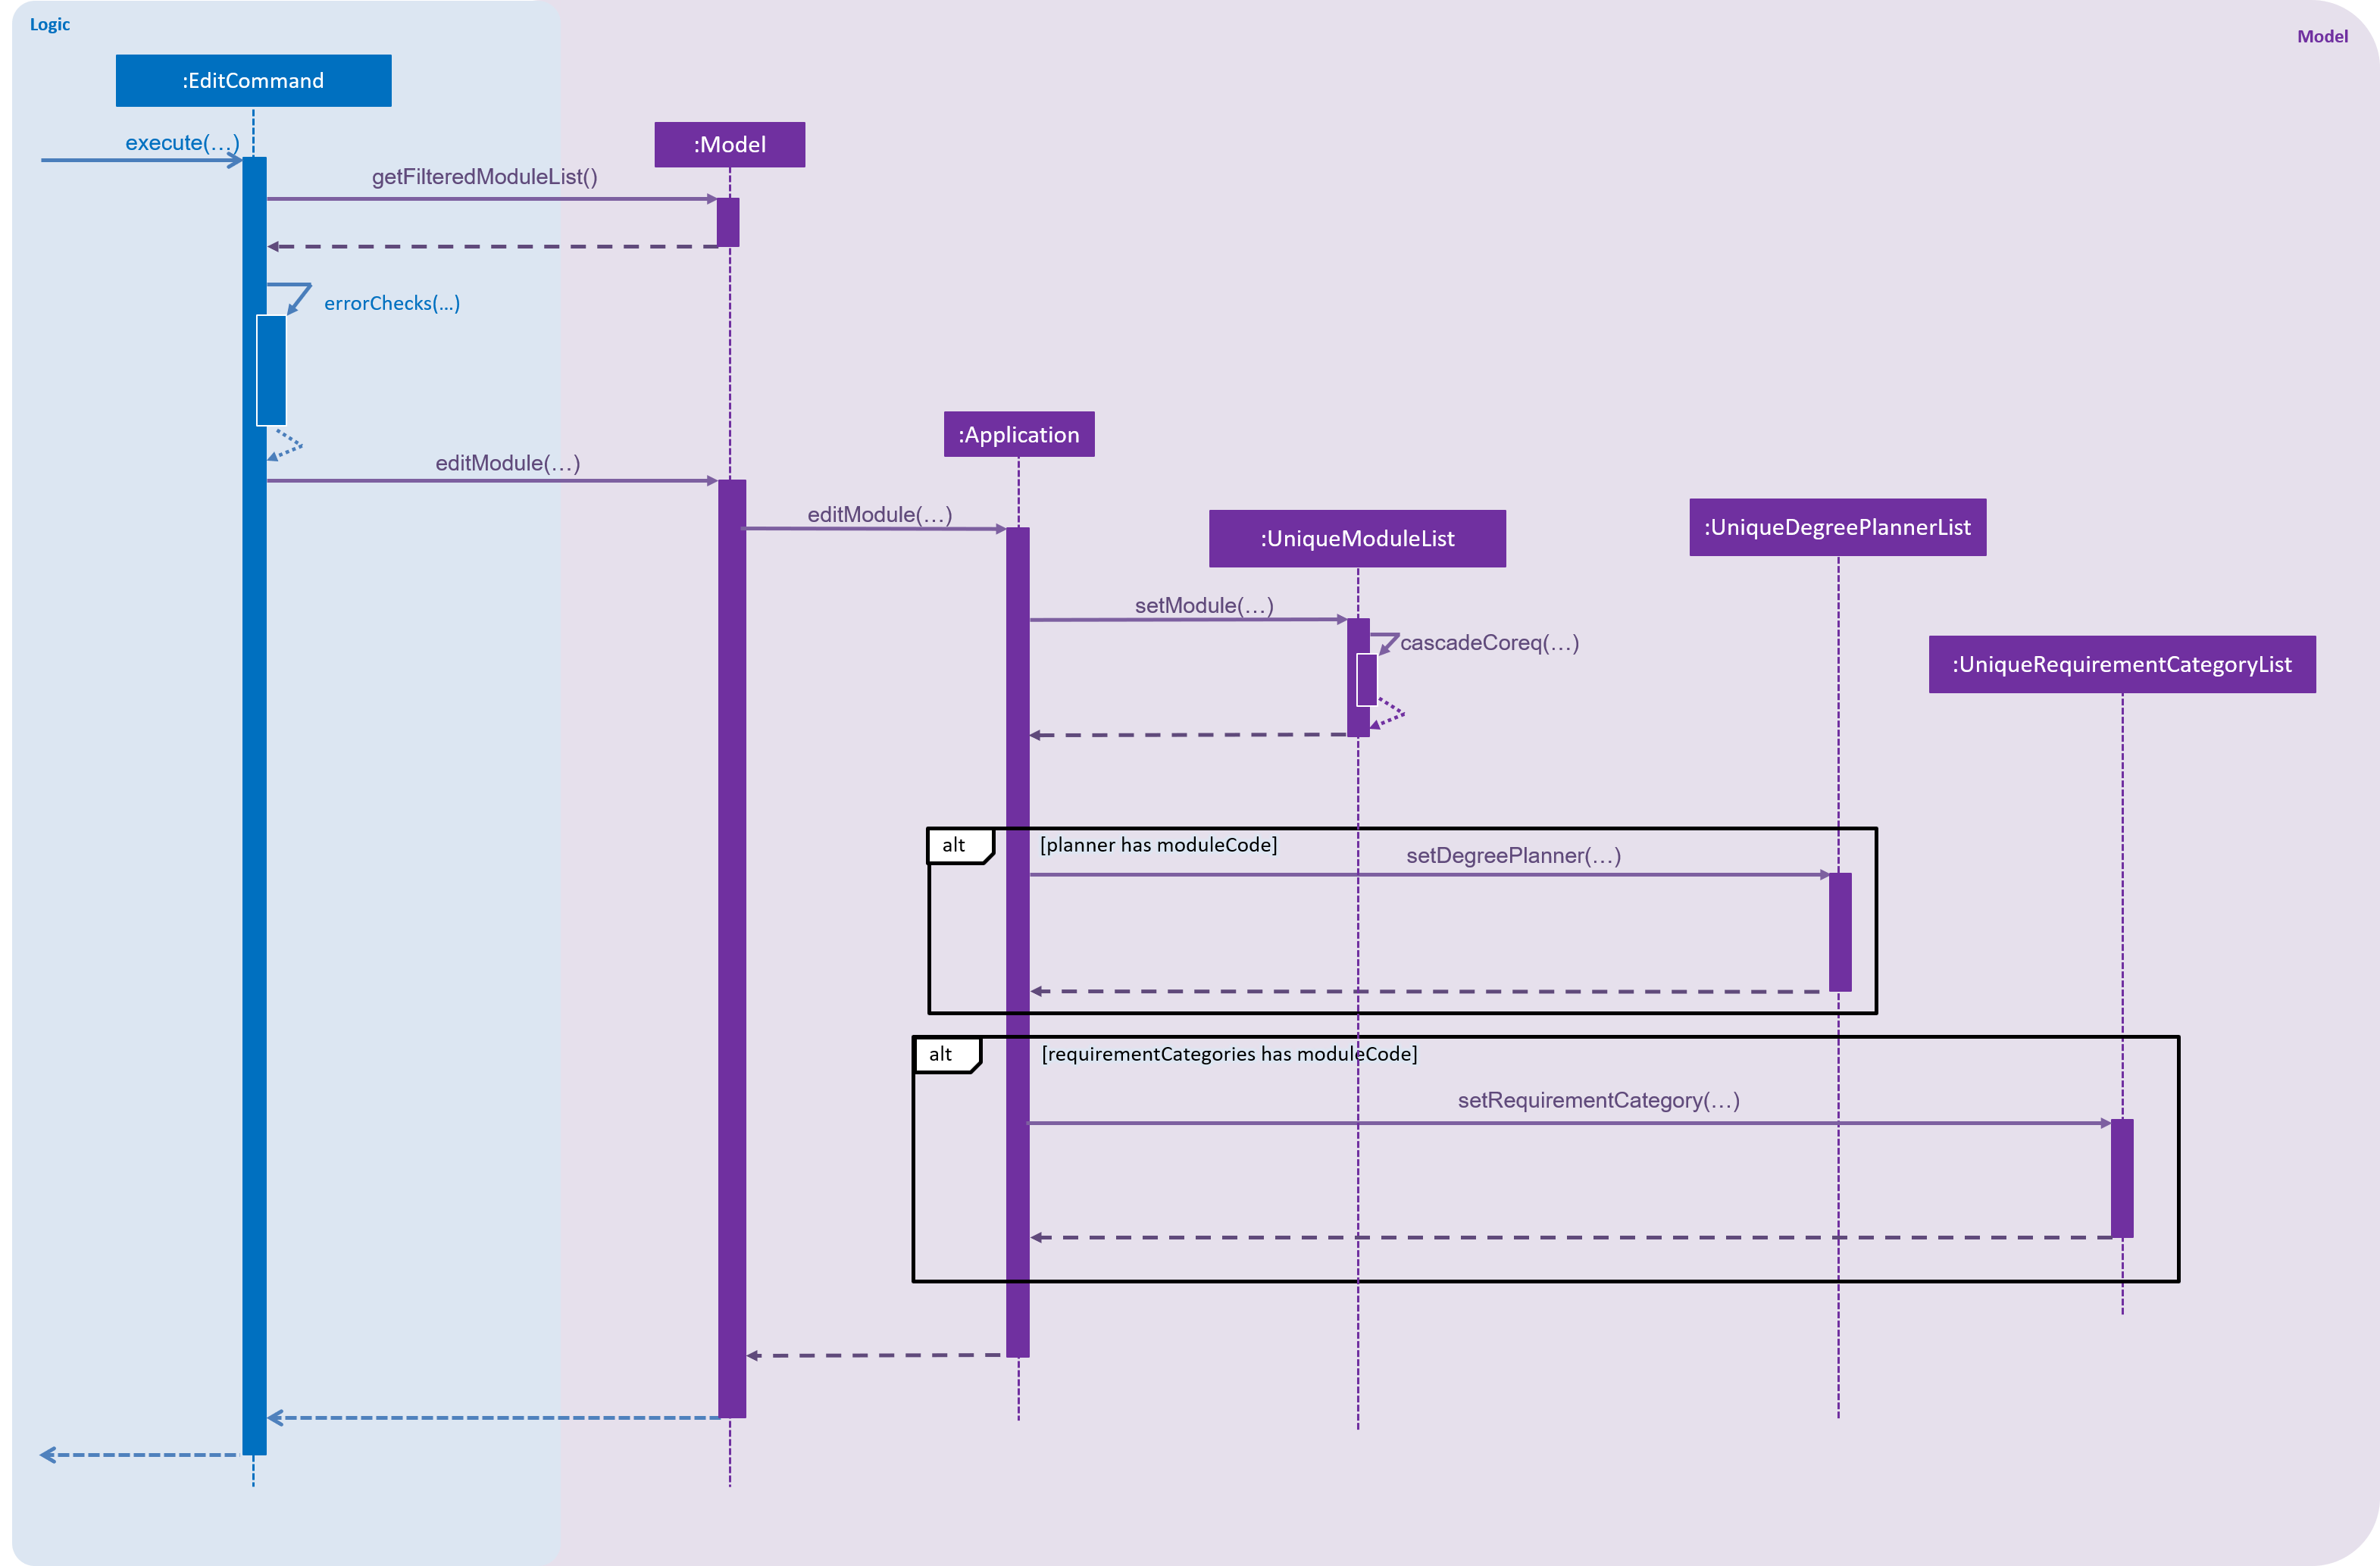 Logic
Model
:EditCommand
execute(…)
:Model
getFilteredModuleList()
errorChecks(…)
:Application
editModule(…)
editModule(…)
:UniqueModuleList
:UniqueDegreePlannerList
setModule(…)
cascadeCoreq(…)
:UniqueRequirementCategoryList
alt
[planner has moduleCode]
setDegreePlanner(…)
alt
[requirementCategories has moduleCode]
setRequirementCategory(…)